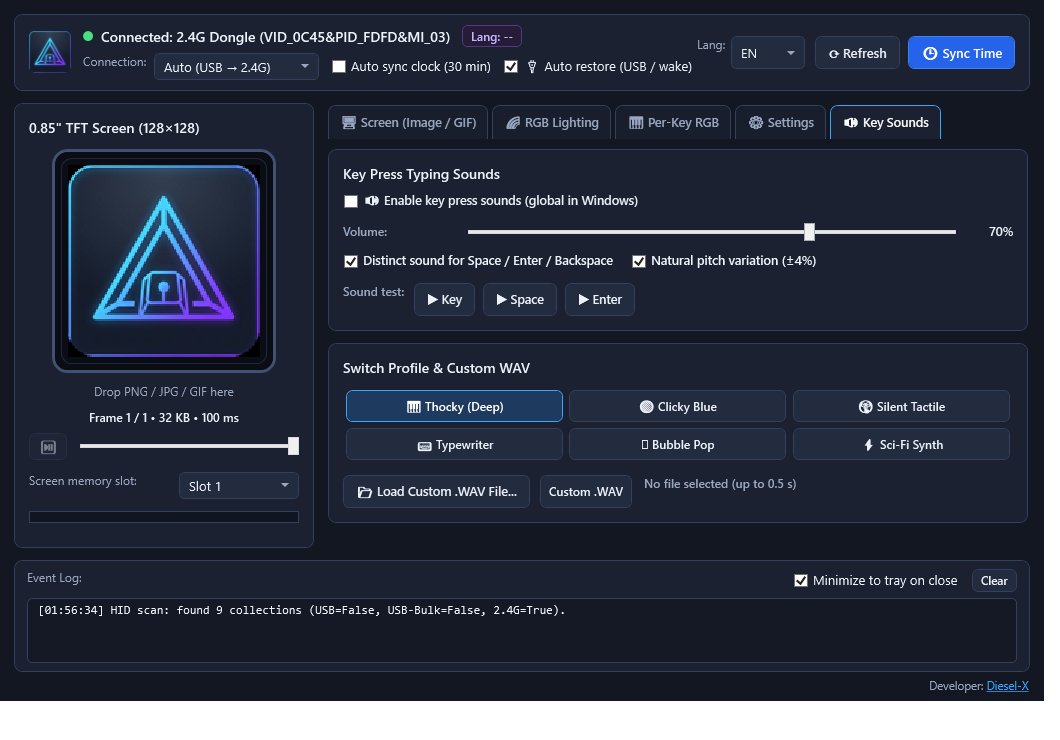 Connected: 2.4G Dongle (VID_0C45&PID_FDFD&MI_03)
Lang: --
Connection:
Auto (USB → 2.4G)
Auto sync clock (30 min)
Auto restore (USB / wake)
Lang:
EN
Refresh
Sync Time
0.85" TFT Screen (128×128)
Drop PNG / JPG / GIF here
Frame 1 / 1 • 32 KB • 100 ms
Screen memory slot:
Slot 1
Screen (Image / GIF)
RGB Lighting
Per-Key RGB
Settings
Key Sounds
Key Press Typing Sounds
Enable key press sounds (global in Windows)
Volume:
70%
Distinct sound for Space / Enter / Backspace
Natural pitch variation (±4%)
Sound test:
Key
Space
Enter
Switch Profile & Custom WAV
Thocky (Deep)
Clicky Blue
Silent Tactile
Typewriter
Bubble Pop
Sci-Fi Synth
Load Custom .WAV File...
Custom .WAV
No file selected (up to 0.5 s)
Event Log:
Minimize to tray on close
Clear
[01:56:34] HID scan: found 9 collections (USB=False, USB-Bulk=False, 2.4G=True).
Developer: Diesel-X